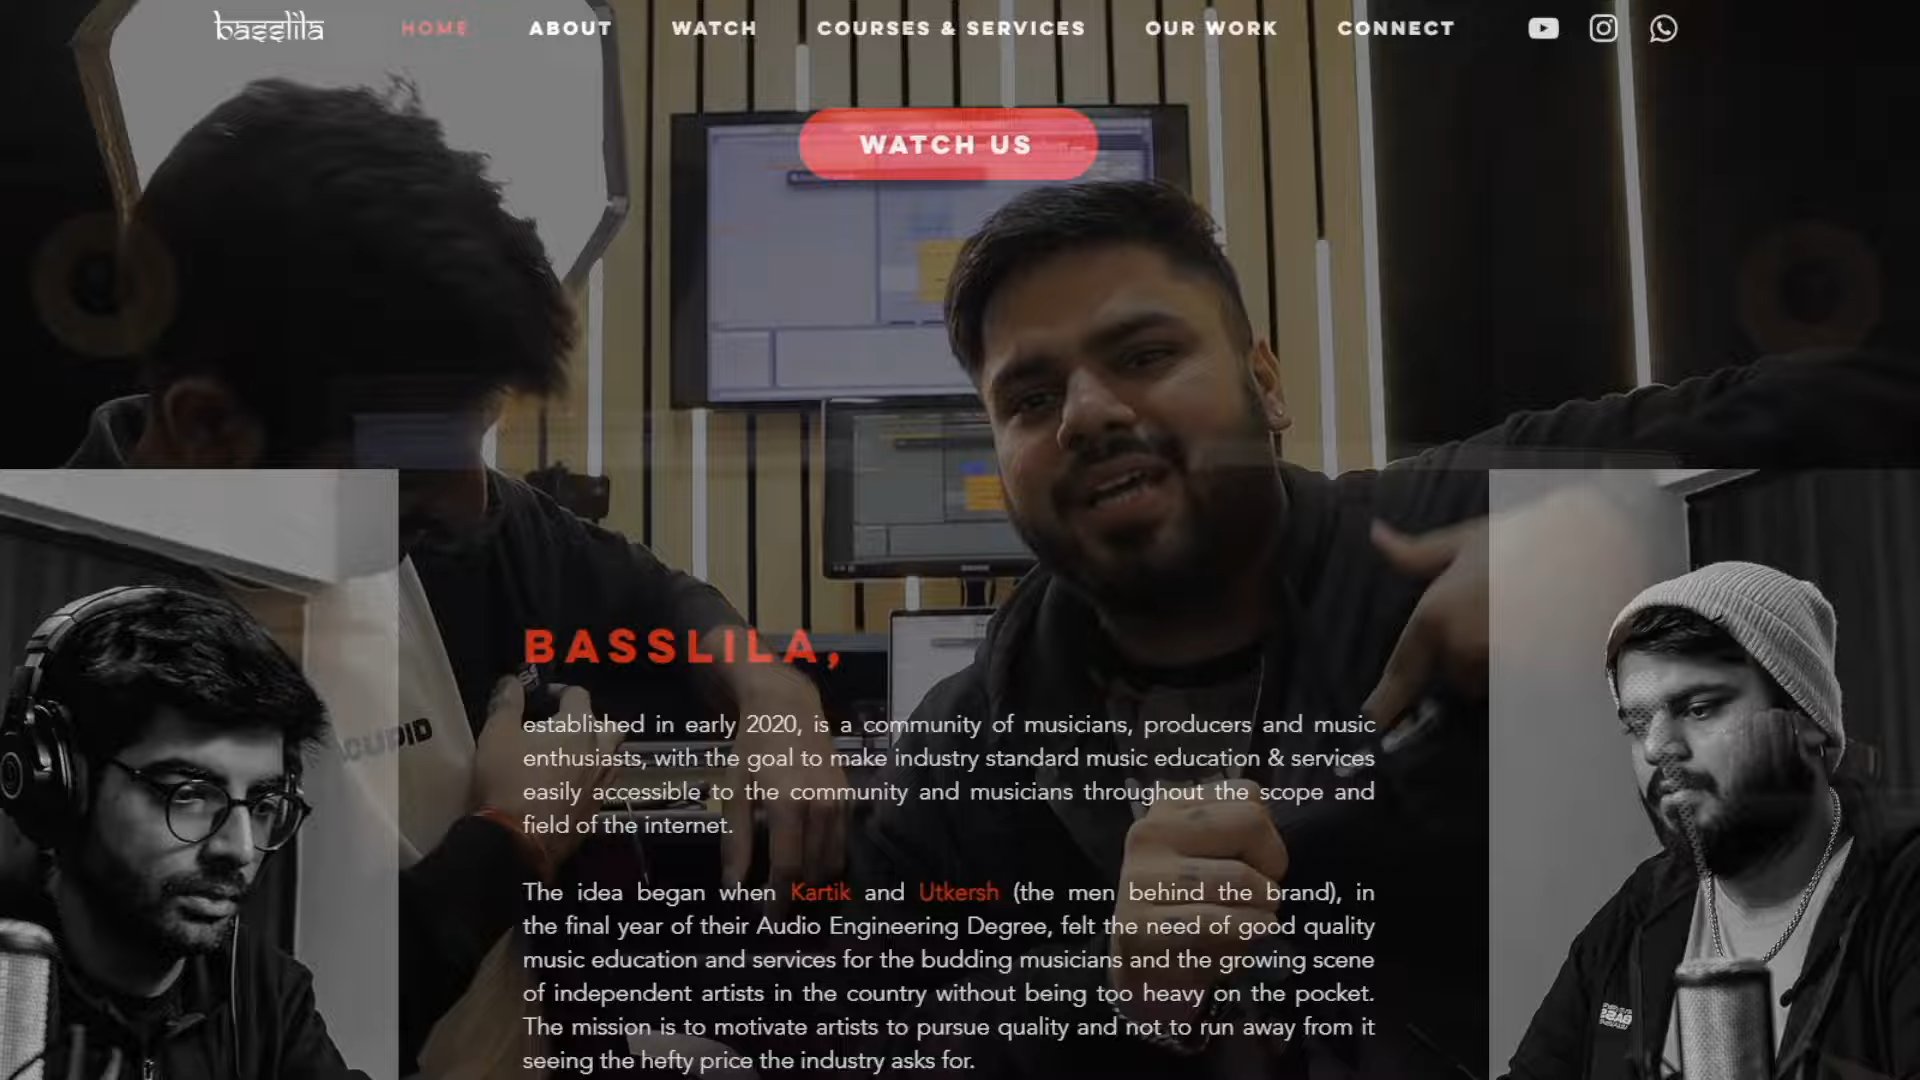 basslila
HOME
ABOUT
WATCH
COURSES & SERVICES
OUR WORK
CONNECT
WATCH US
CUPID
BASSLILA,
established in early 2020, is a community of musicians, producers and music
enthusiasts, with the goal to make industry standard music education & services
easily accessible to the community and musicians throughout the scope and
field of the internet.
The idea began when Kartik and Utkersh (the men behind the brand), in
the final year of their Audio Engineering Degree, felt the need of good quality
music education and services for the budding musicians and the growing scene
of independent artists in the country without being too heavy on the pocket.
The mission is to motivate artists to pursue quality and not to run away from it
seeing the hefty price the industry asks for.